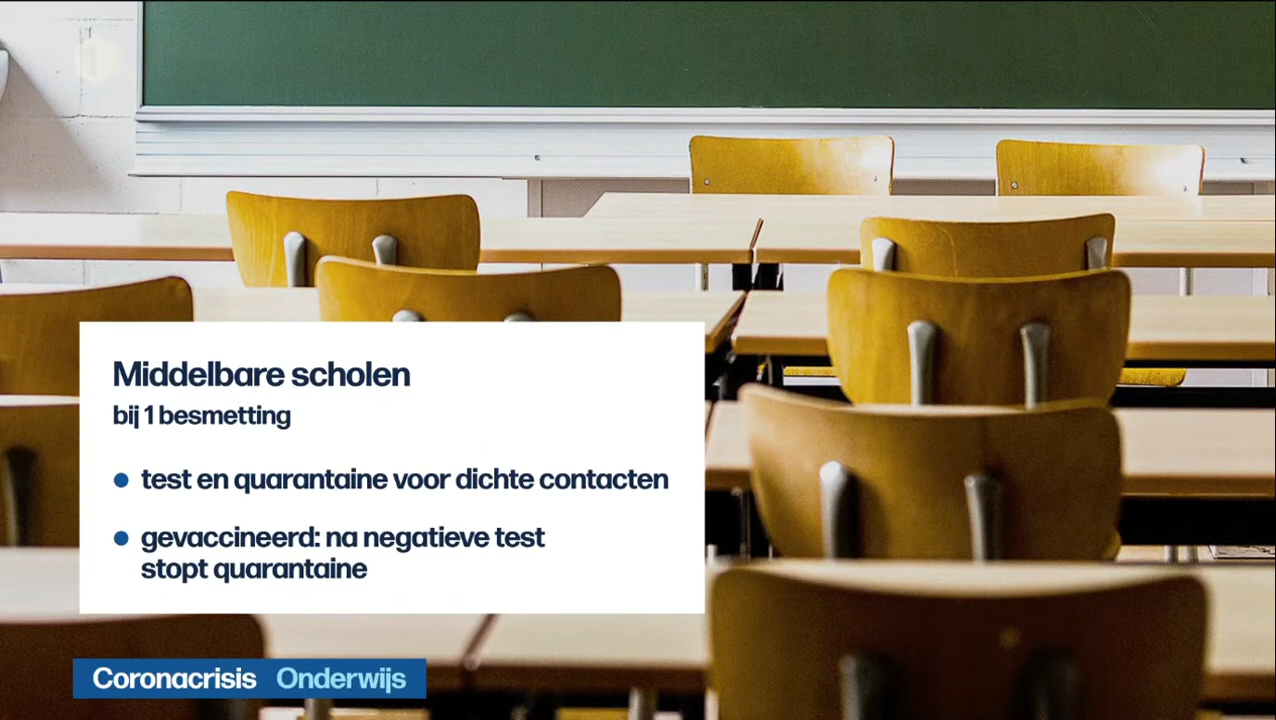 Middelbare scholen
bij 1 besmetting
test en quarantaine voor dichte contacten
gevaccineerd: na negatieve test
stopt quarantaine
Coronacrisis Onderwijs